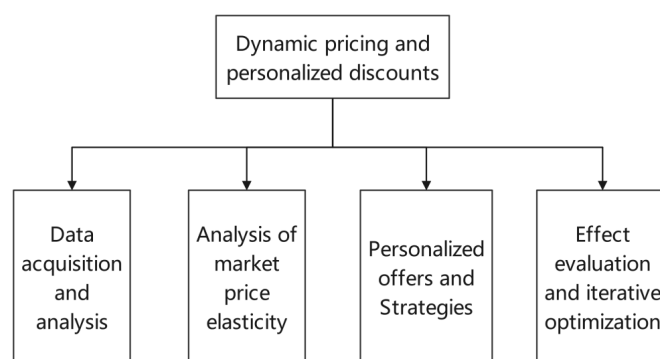 Dynamic pricing and
personalized discounts
Data
acquisition
and
analysis
Analysis of
market
price
elasticity
Personalized
offers and
Strategies
Effect
evaluation
and iterative
optimization